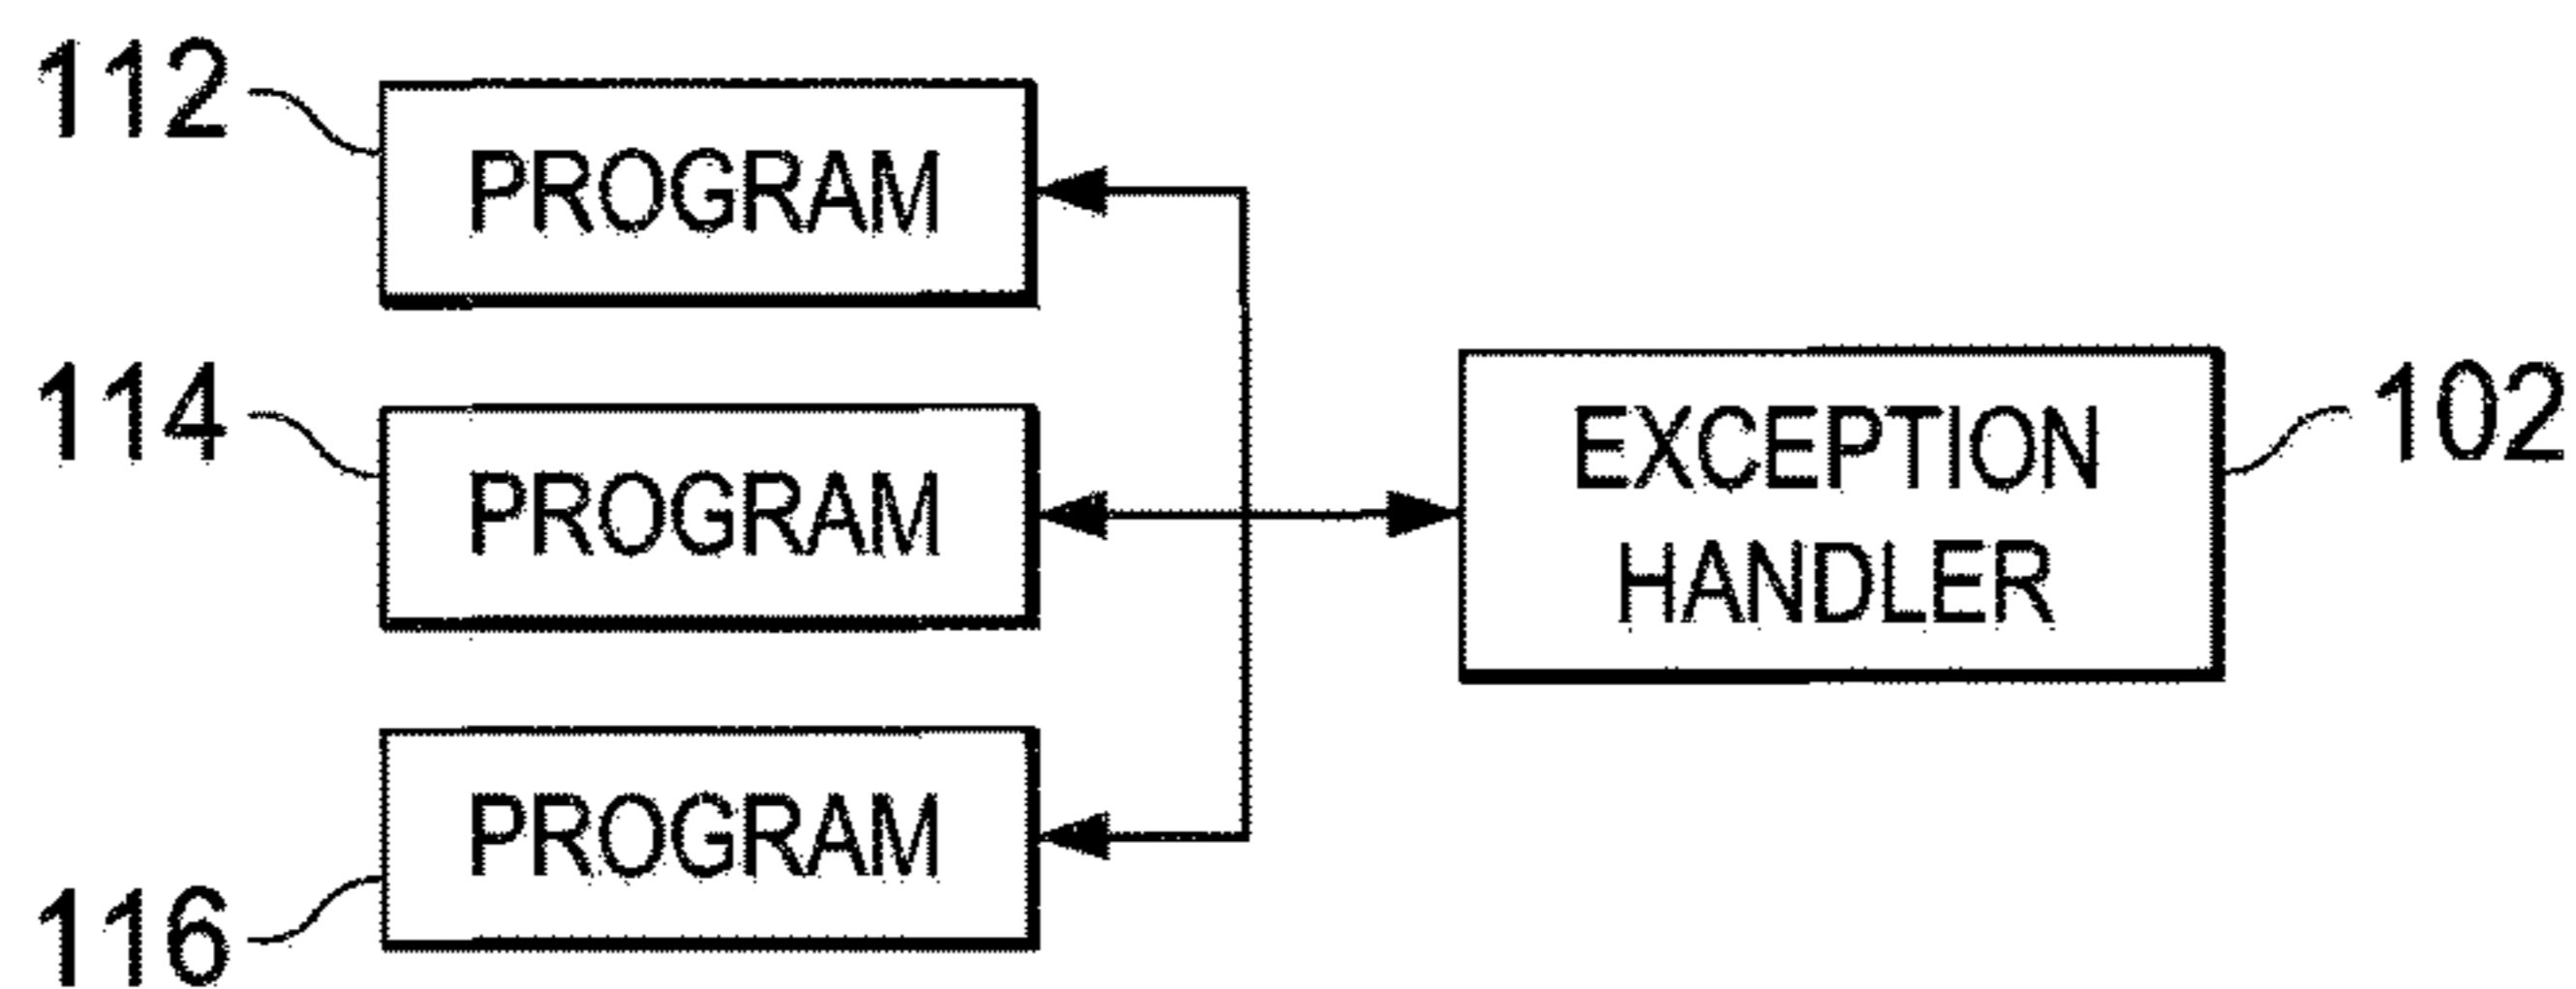 112
PROGRAM
114
PROGRAM
EXCEPTION
HANDLER
102
PROGRAM
116